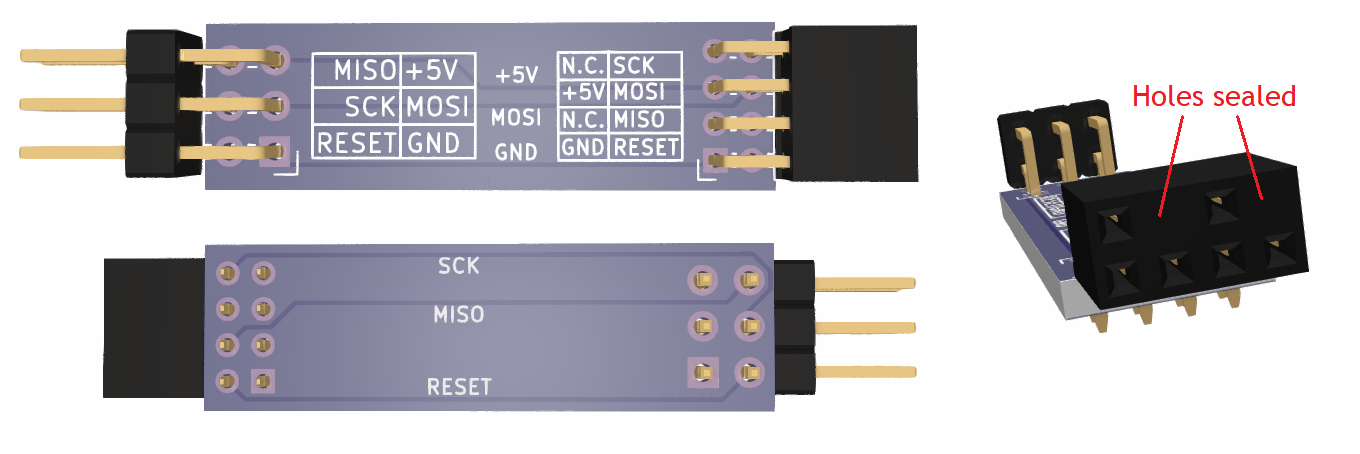 Holes sealed
MISO +5V
SCK MOSI
RESET GND
+5V
MOSI
GND
N.C. SCK
+5V MOSI
N.C. MISO
GND RESET
SCK
MISO
RESET